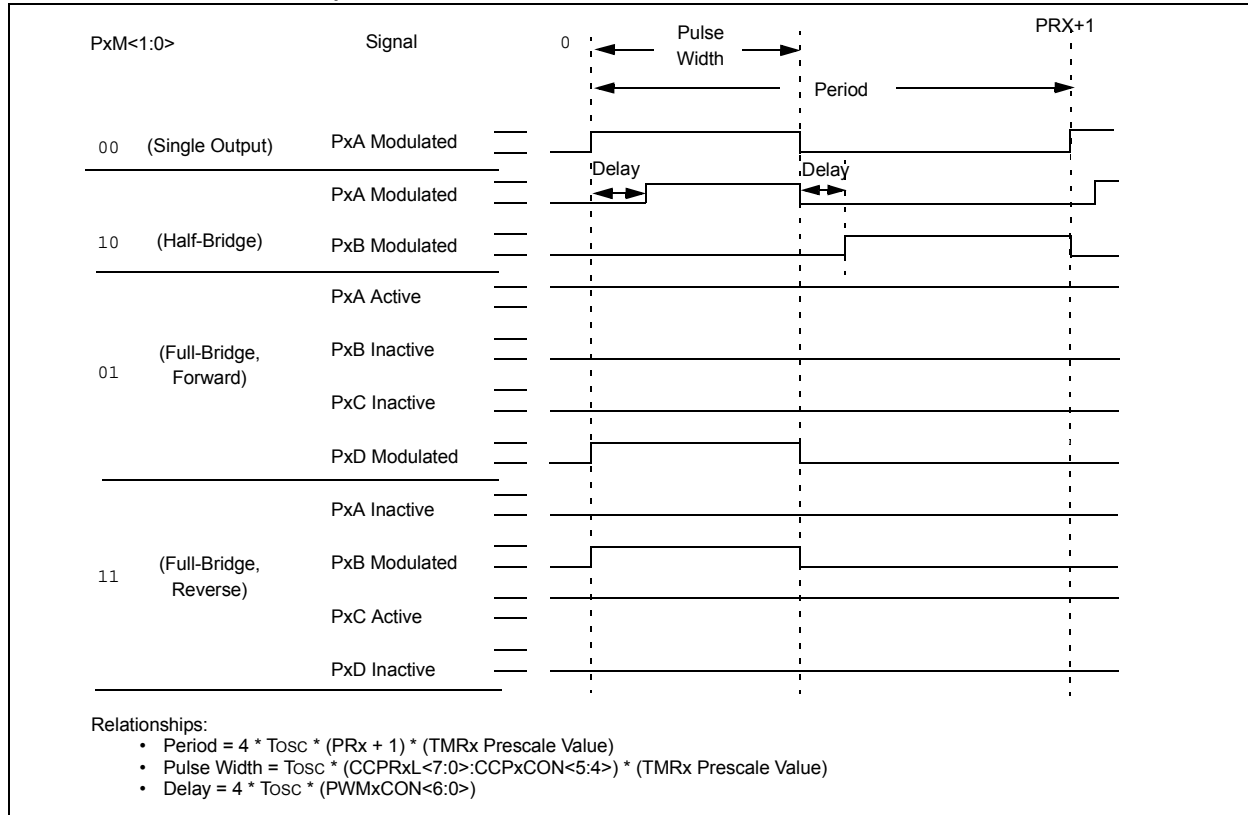 PxM<1:0> Signal 0 Pulse Width PRX+1
Period
00 (Single Output) PxA Modulated
Delay Delay
PxA Modulated
10 (Half-Bridge) PxB Modulated
PxA Active
01 (Full-Bridge, Forward) PxB Inactive
PxC Inactive
PxD Modulated
PxA Inactive
11 (Full-Bridge, Reverse) PxB Modulated
PxC Active
PxD Inactive
Relationships:
• Period = 4 * TOSC * (PRx + 1) * (TMRx Prescale Value)
• Pulse Width = TOSC * (CCPRxL<7:0>:CCPxCON<5:4>) * (TMRx Prescale Value)
• Delay = 4 * TOSC * (PWMxCON<6:0>)